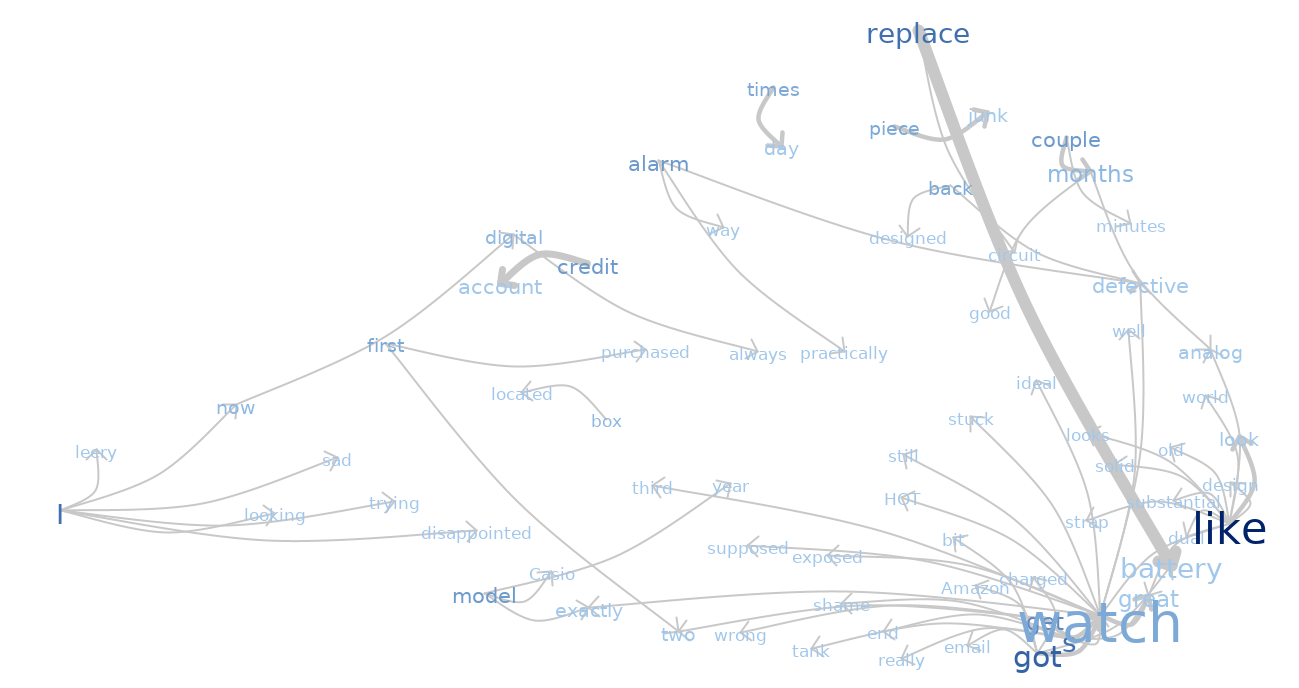 replace
times
junk
piece
couple
day
alarm
months
back
minutes
way
digital
designed
circuit
credit
account
defective
good
well
first
purchased
always
practically
analog
ideal
located
world
now
box
stuck
looks
look
leery
sad
still
old
solid
third
year
design
HOT
trying
substantial
I
looking
strap
like
disappointed
bit
dual
supposed
exposed
battery
Casio
charged
Amazon
model
great
exactly
shame
get
watch
two
wrong
end
s
tank
email
gots
really